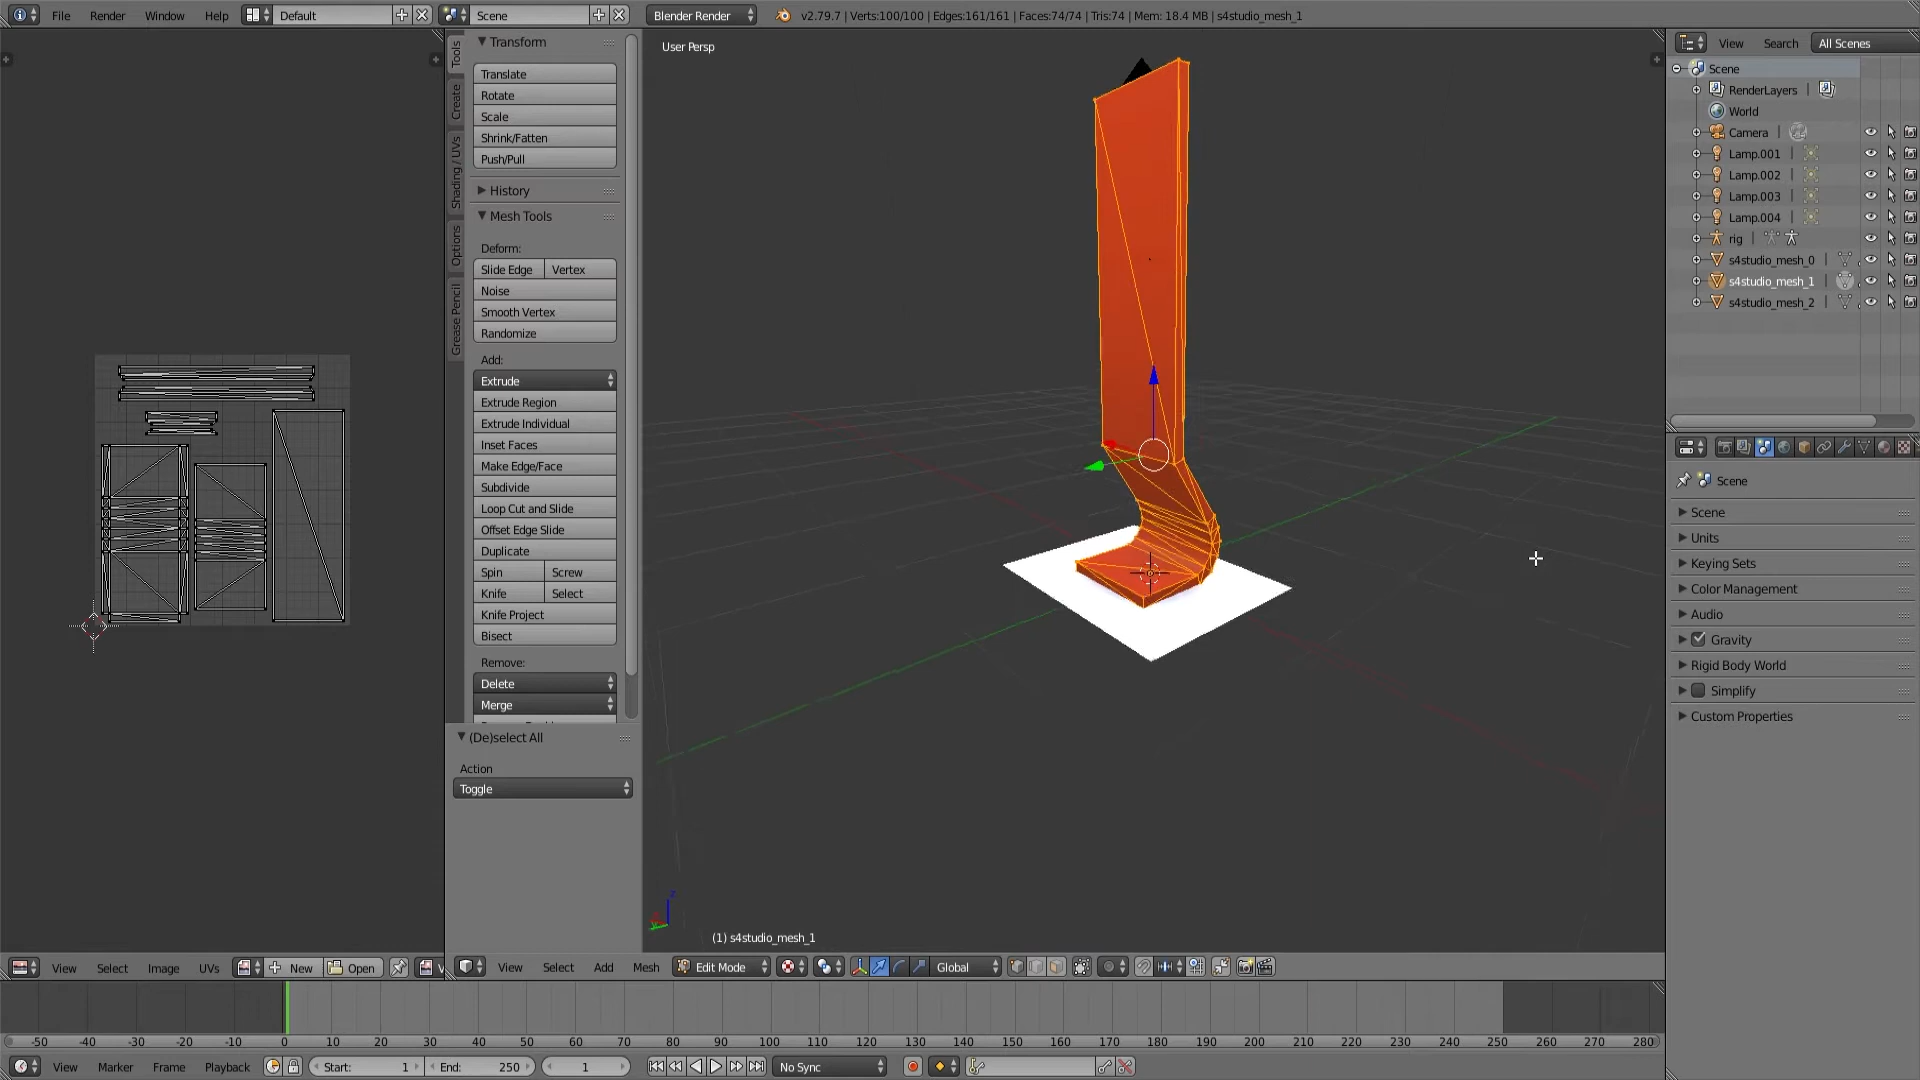 File Render Window Help Default Scene Blender Render v2.79.7 | Verts:100/100 | Edges:161/161 | Faces:74/74 | Tris:74 | Mem: 18.4 MB | s4studio_mesh_1
Tools
Create
Shading / UVs
Options
Grease Pencil
Transform
Translate
Rotate
Scale
Shrink/Fatten
Push/Pull
History
Mesh Tools
Deform:
Slide Edge Vertex
Noise
Smooth Vertex
Randomize
Add:
Extrude
Extrude Region
Extrude Individual
Inset Faces
Make Edge/Face
Subdivide
Loop Cut and Slide
Offset Edge Slide
Duplicate
Spin Screw
Knife Select
Knife Project
Bisect
Remove:
Delete
Merge
(De)select All
Action
Toggle
User Persp
z
(1) s4studio_mesh_1
View Search All Scenes
Scene
RenderLayers |
World
Camera |
Lamp.001 |
Lamp.002 |
Lamp.003 |
Lamp.004 |
rig |
s4studio_mesh_0 |
s4studio_mesh_1 |
s4studio_mesh_2 |
Scene
Scene
Units
Keying Sets
Color Management
Audio
Gravity
Rigid Body World
Simplify
Custom Properties
View Select Image UVs New Open
View Select Add Mesh Edit Mode Global
-50 -40 -30 -20 -10 0 10 20 30 40 50 60 70 80 90 100 110 120 130 140 150 160 170 180 190 200 210 220 230 240 250 260 270 280
View Marker Frame Playback Start: 1 End: 250 1 No Sync